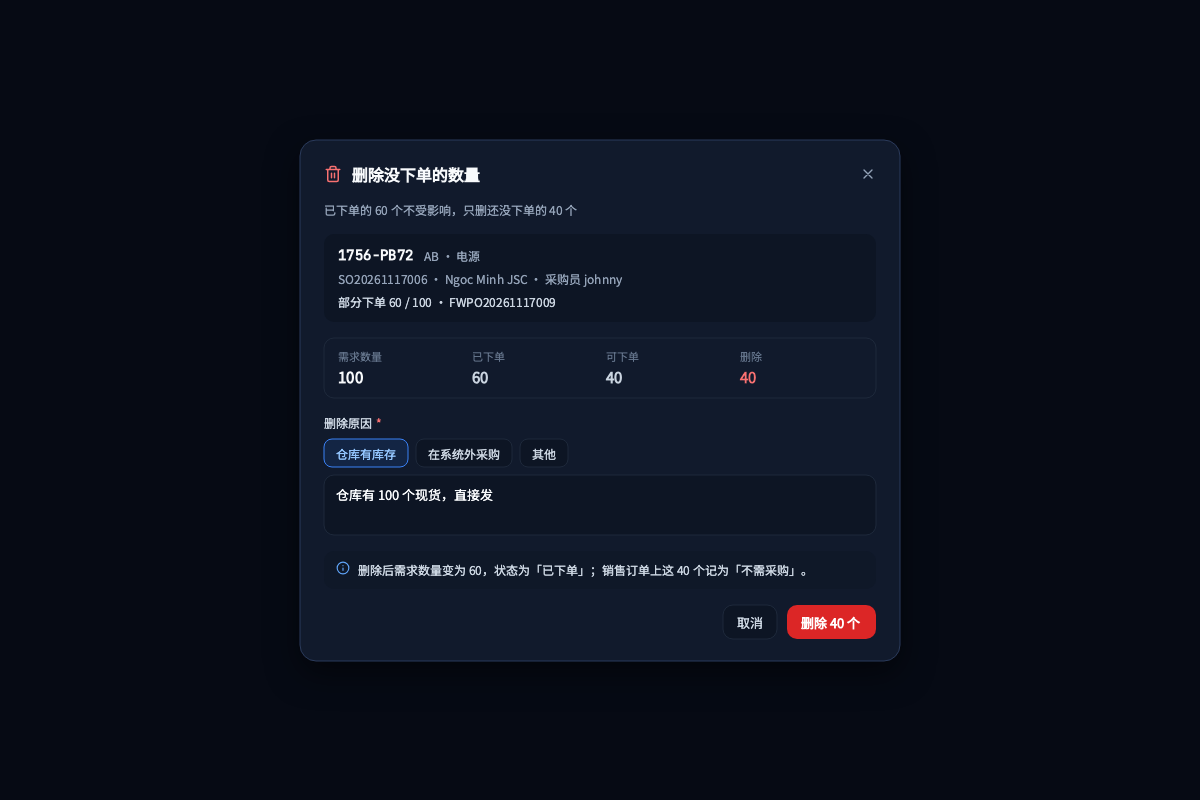 删除没下单的数量
已下单的 60 个不受影响，只删还没下单的 40 个
1756-PB72 AB • 电源
SO20261117006 • Ngoc Minh JSC • 采购员 johnny
部分下单 60 / 100 • FWPO20261117009
需求数量 已下单 可下单 删除
100 60 40 40
删除原因 *
仓库有库存 在系统外采购 其他
仓库有 100 个现货，直接发
删除后需求数量变为 60，状态为「已下单」；销售订单上这 40 个记为「不需采购」。
取消 删除 40 个